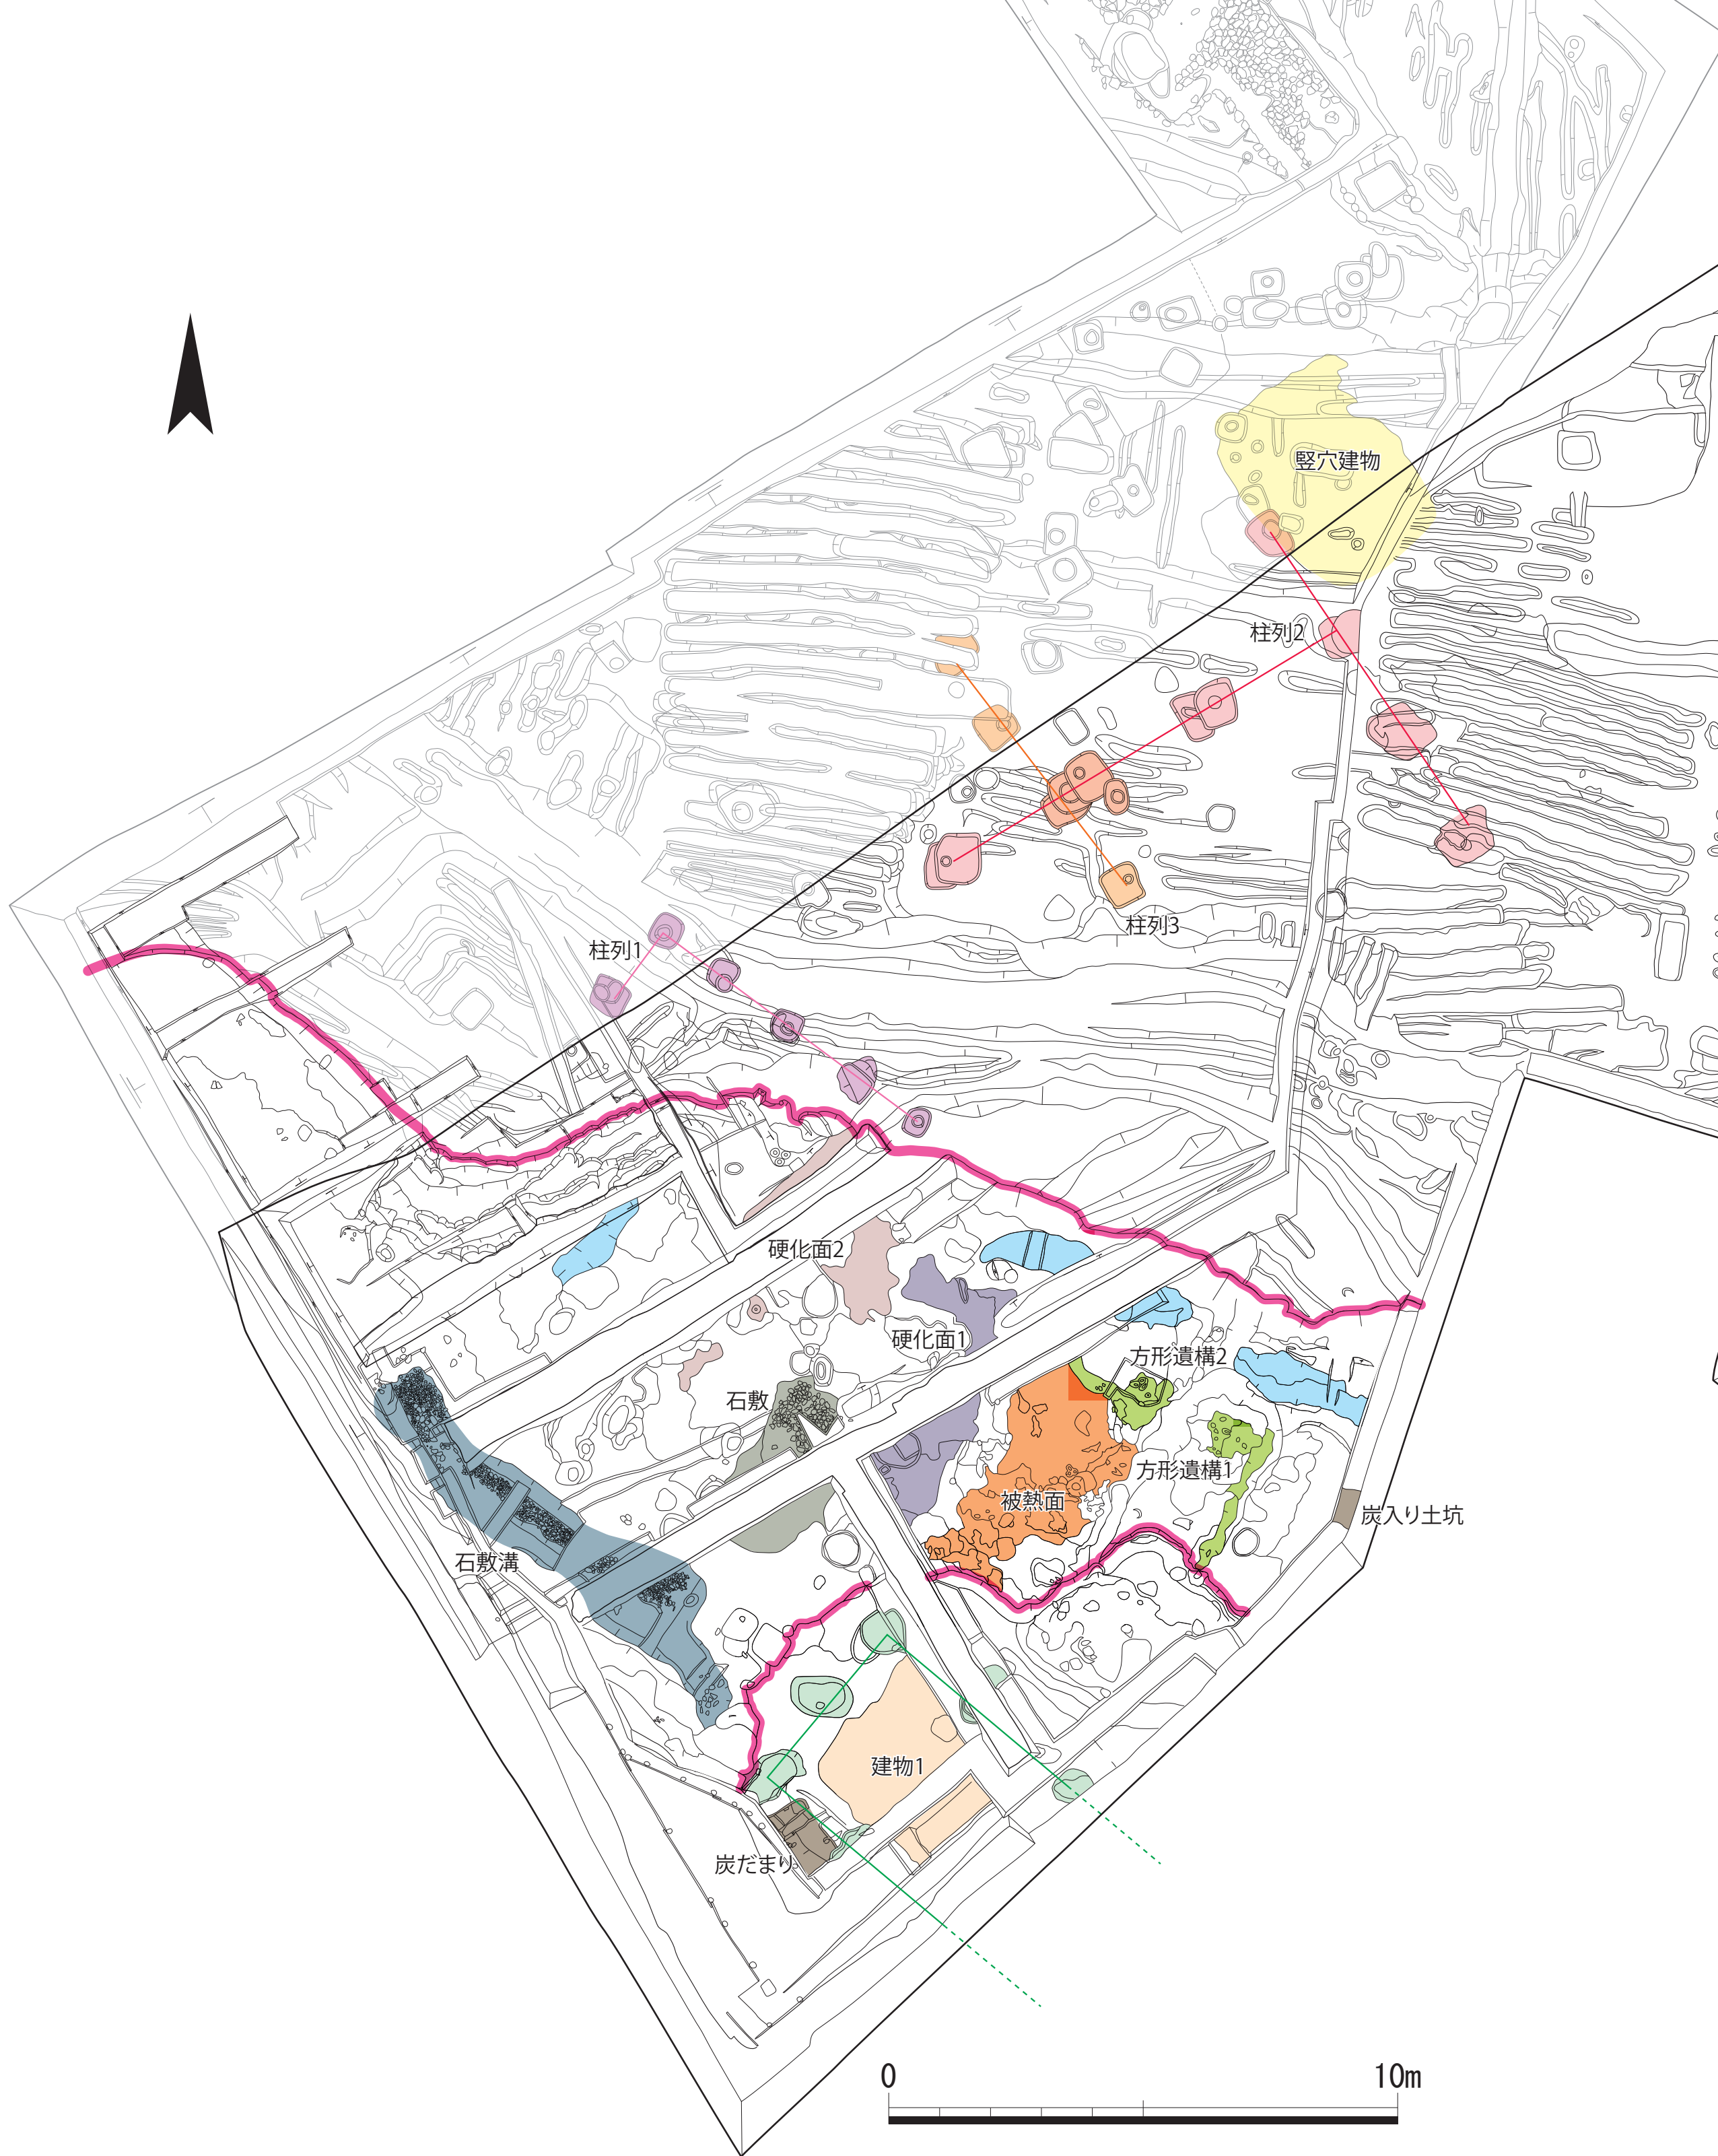 竪穴建物
柱列2
柱列3
柱列1
硬化面2
硬化面1
方形遺構2
石敷
方形遺構1
被熱面
炭入り土坑
石敷溝
建物1
炭だまり
0 10m